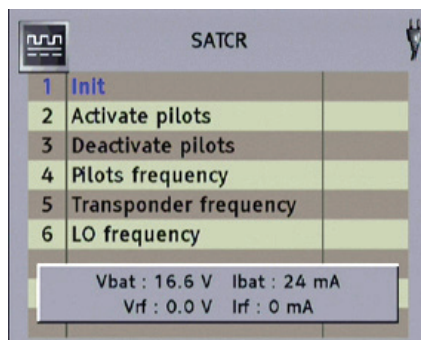 SATCR
1 Init
2 Activate pilots
3 Deactivate pilots
4 Pilots frequency
5 Transponder frequency
6 LO frequency
Vbat : 16.6 V Ibat : 24 mA
Vrf : 0.0 V Irf : 0 mA